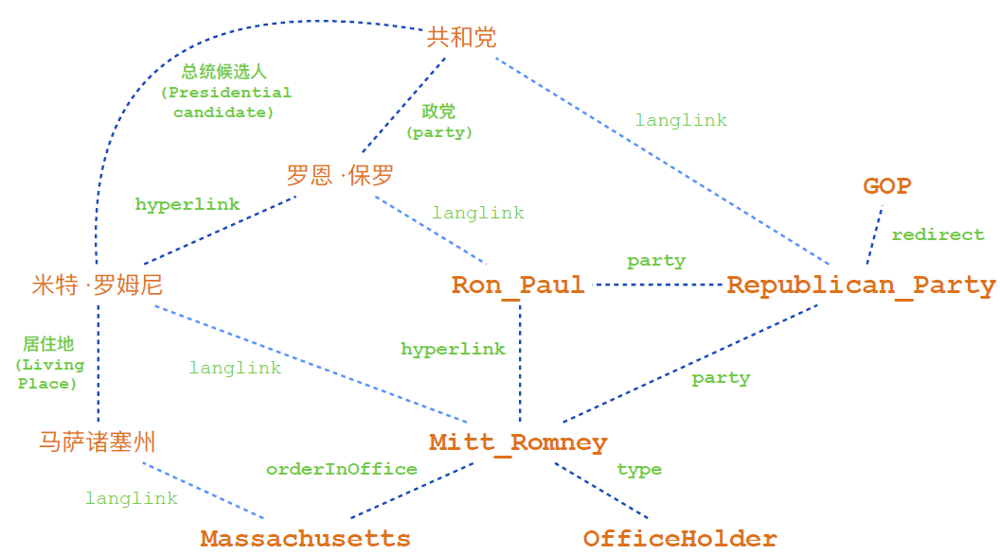 共和党
总统候选人
(Presidential
candidate)
政党
(party)
langlink
罗恩·保罗
GOP
hyperlink
langlink
redirect
party
米特·罗姆尼
Ron_Paul
Republican_Party
居住地
(Living
Place)
hyperlink
langlink
party
马萨诸塞州
Mitt_Romney
orderInOffice
type
langlink
Massachusetts
OfficeHolder